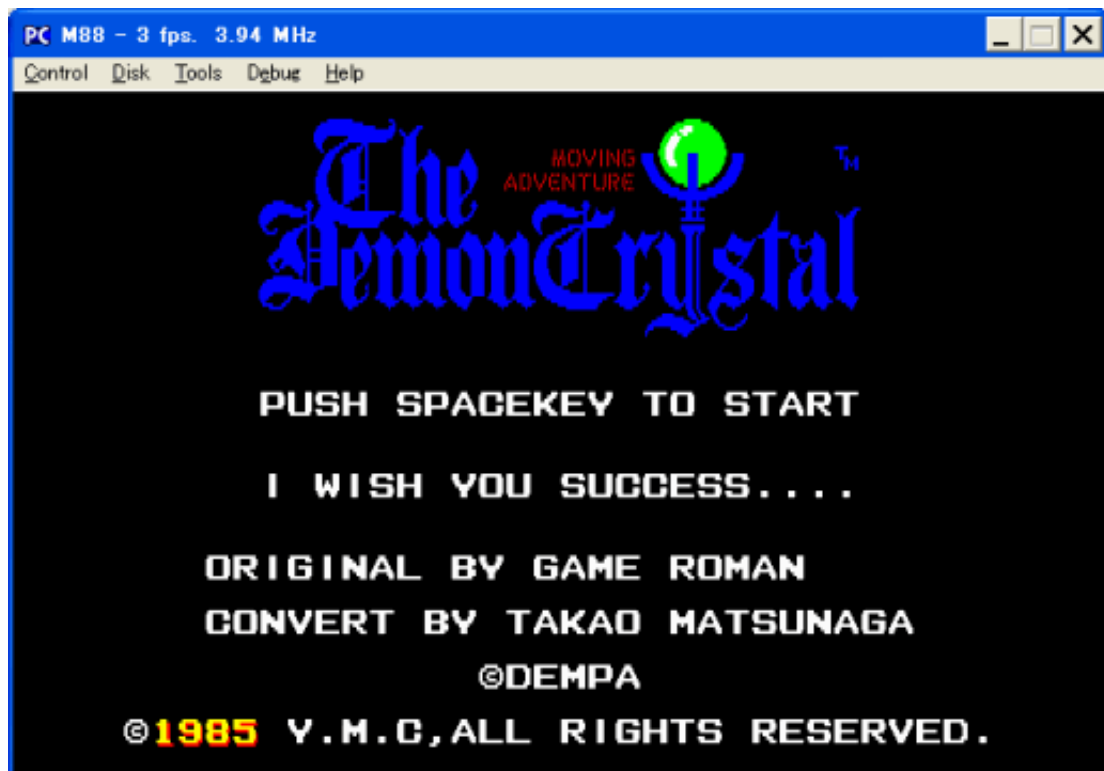 PC M88 - 3 fps. 3.94 MHz
Control Disk Tools Debug Help
The
MOVING
ADVENTURE
TM
Demon Crystal
PUSH SPACEKEY TO START
I WISH YOU SUCCESS....
ORIGINAL BY GAME ROMAN
CONVERT BY TAKAO MATSUNAGA
©DEMPA
©1985 Y.M.C,ALL RIGHTS RESERVED.